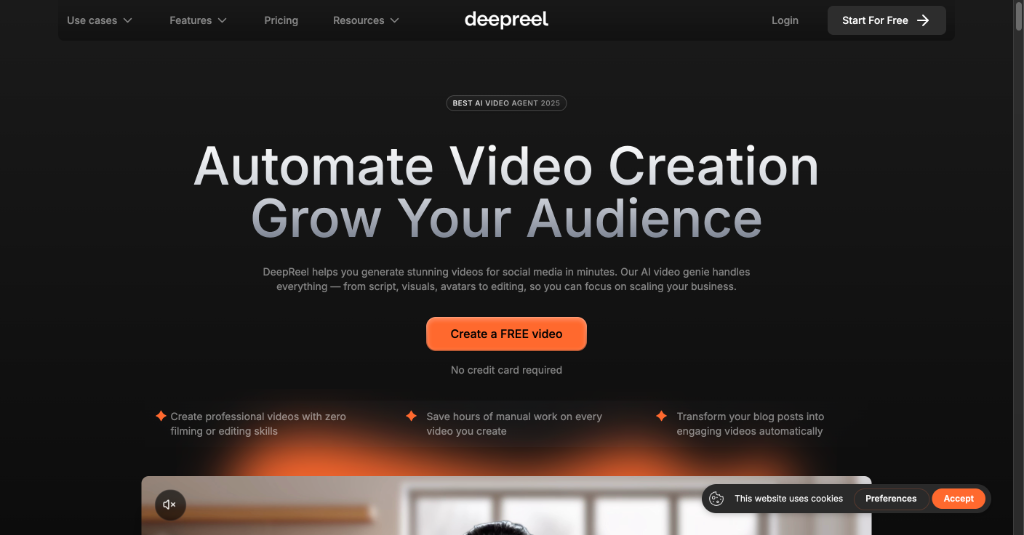 Use cases
Features
Pricing
Resources
deepreel
Login
Start For Free
BEST AI VIDEO AGENT 2025
Automate Video Creation
Grow Your Audience
DeepReel helps you generate stunning videos for social media in minutes. Our AI video genie handles
everything — from script, visuals, avatars to editing, so you can focus on scaling your business.
Create a FREE video
No credit card required
Create professional videos with zero
filming or editing skills
Save hours of manual work on every
video you create
Transform your blog posts into
engaging videos automatically
This website uses cookies
Preferences
Accept